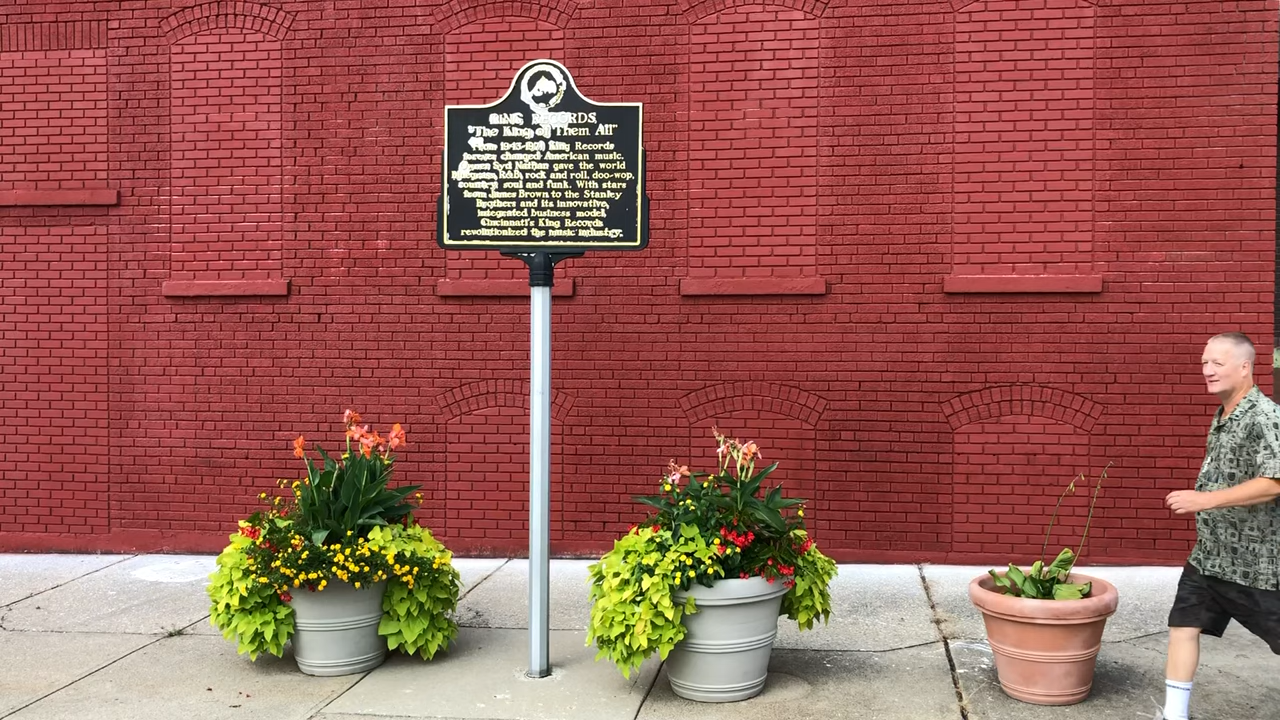 KING RECORDS
"The King of Them All"
From 1943-1971 King Records
forever changed American music.
Owner Syd Nathan gave the world
bluegrass, R&B, rock and roll, doo-wop,
country, soul and funk. With stars
from James Brown to the Stanley
Brothers and its innovative,
integrated business model,
Cincinnati's King Records
revolutionized the music industry.